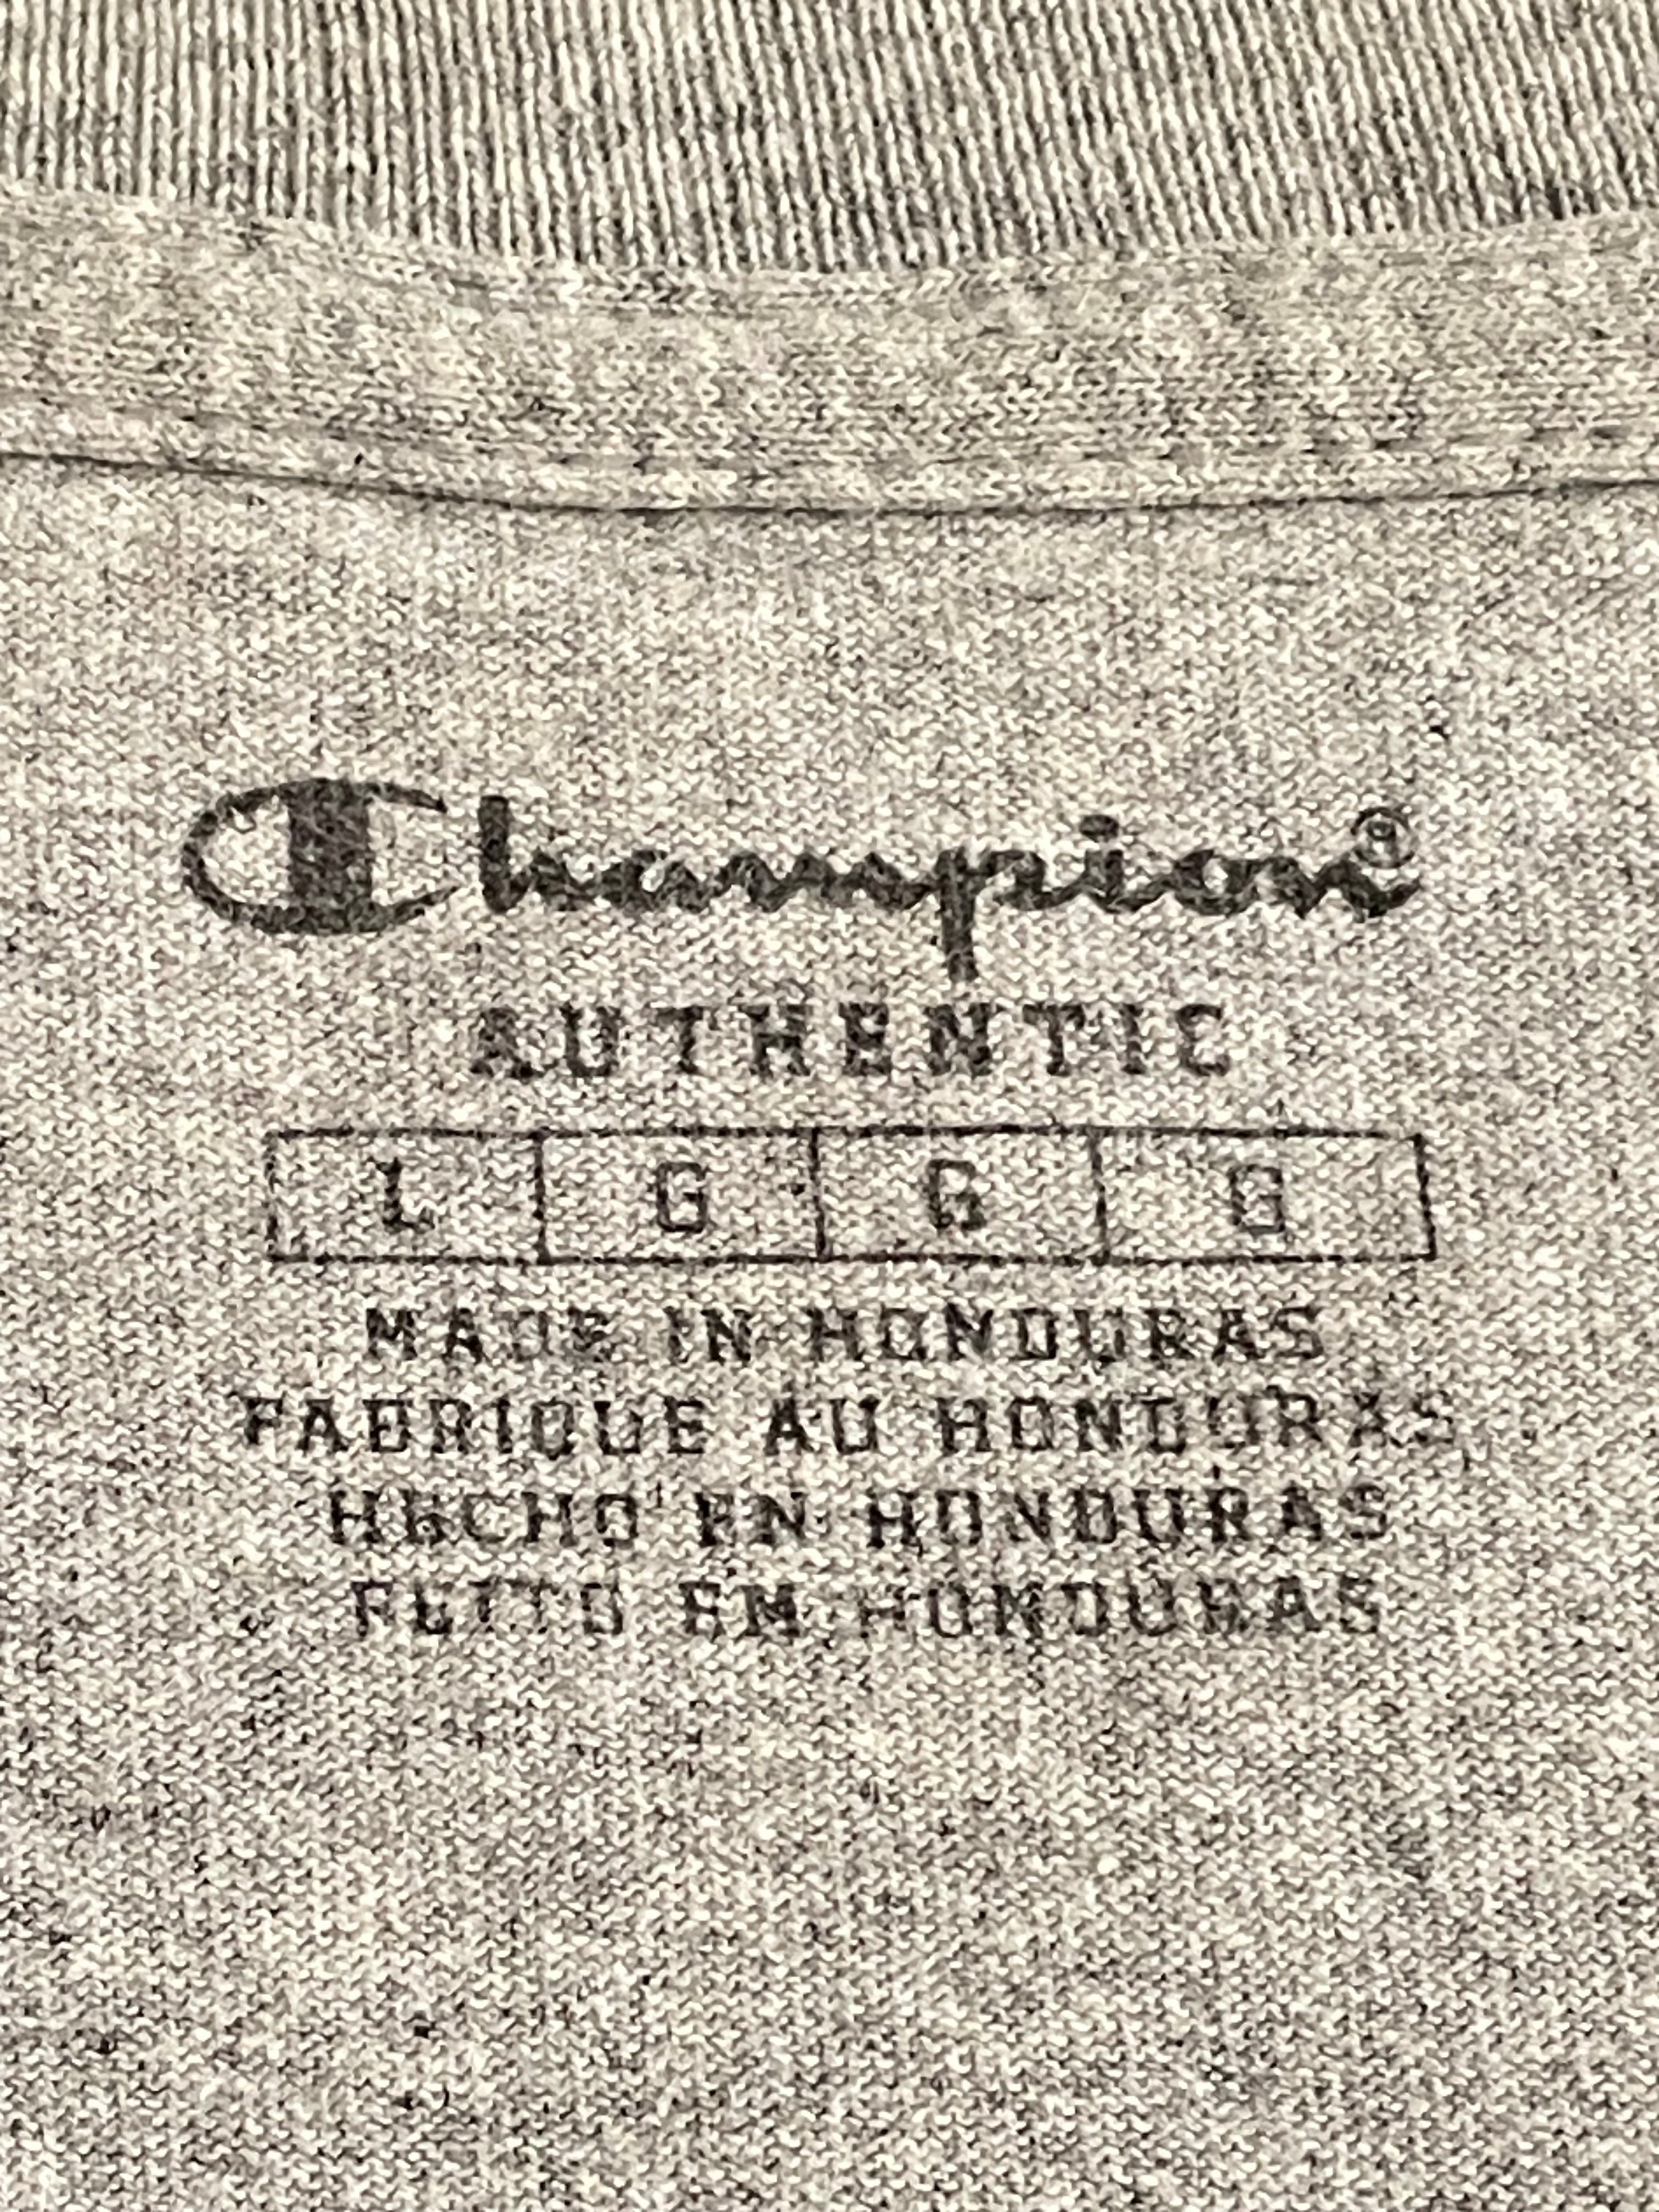 Champion®
AUTHENTIC
L G G G
MADE IN HONDURAS
FABRIQUE AU HONDURAS
HECHO EN HONDURAS
FEITO EM HONDURAS